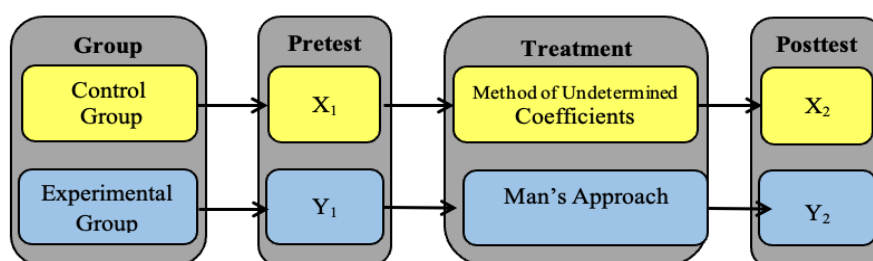 Group
Pretest
Treatment
Posttest
Control
Group
X₁
Method of Undetermined
Coefficients
X₂
Experimental
Group
Y₁
Man's Approach
Y₂